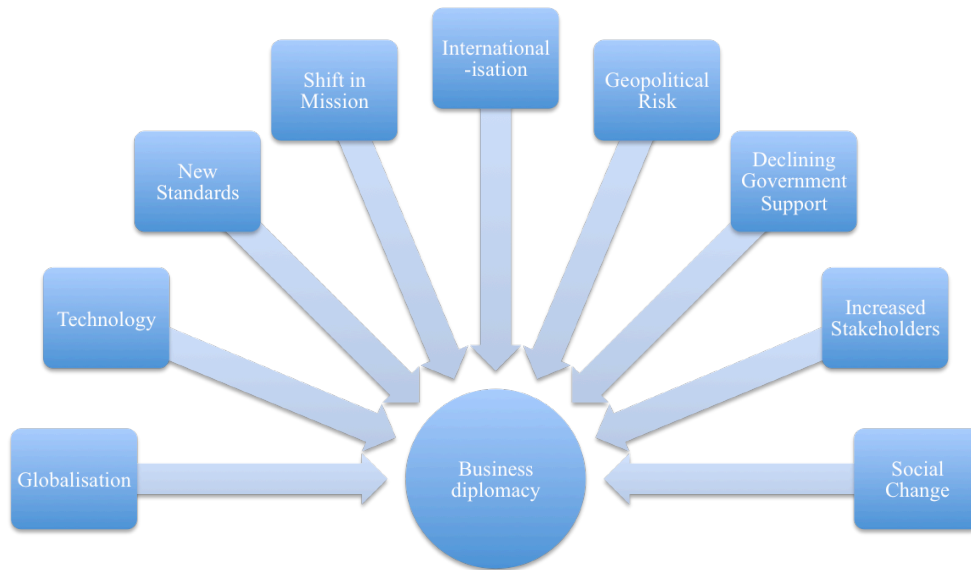 Globalisation
Technology
New
Standards
Shift in
Mission
International
-isation
Geopolitical
Risk
Declining
Government
Support
Increased
Stakeholders
Social
Change
Business
diplomacy